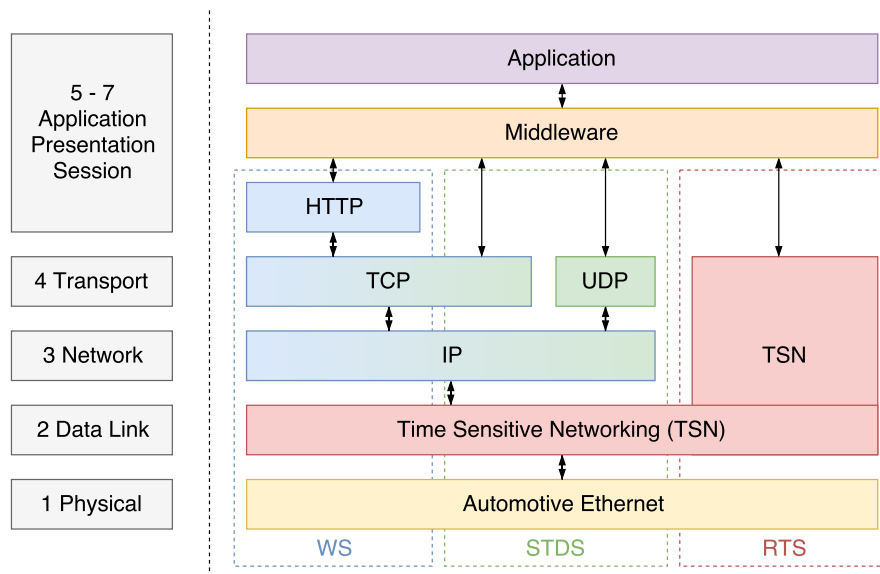 5 - 7
Application
Presentation
Session
4 Transport
3 Network
2 Data Link
1 Physical
Application
Middleware
HTTP
TCP
UDP
IP
TSN
Time Sensitive Networking (TSN)
Automotive Ethernet
WS
STDS
RTS